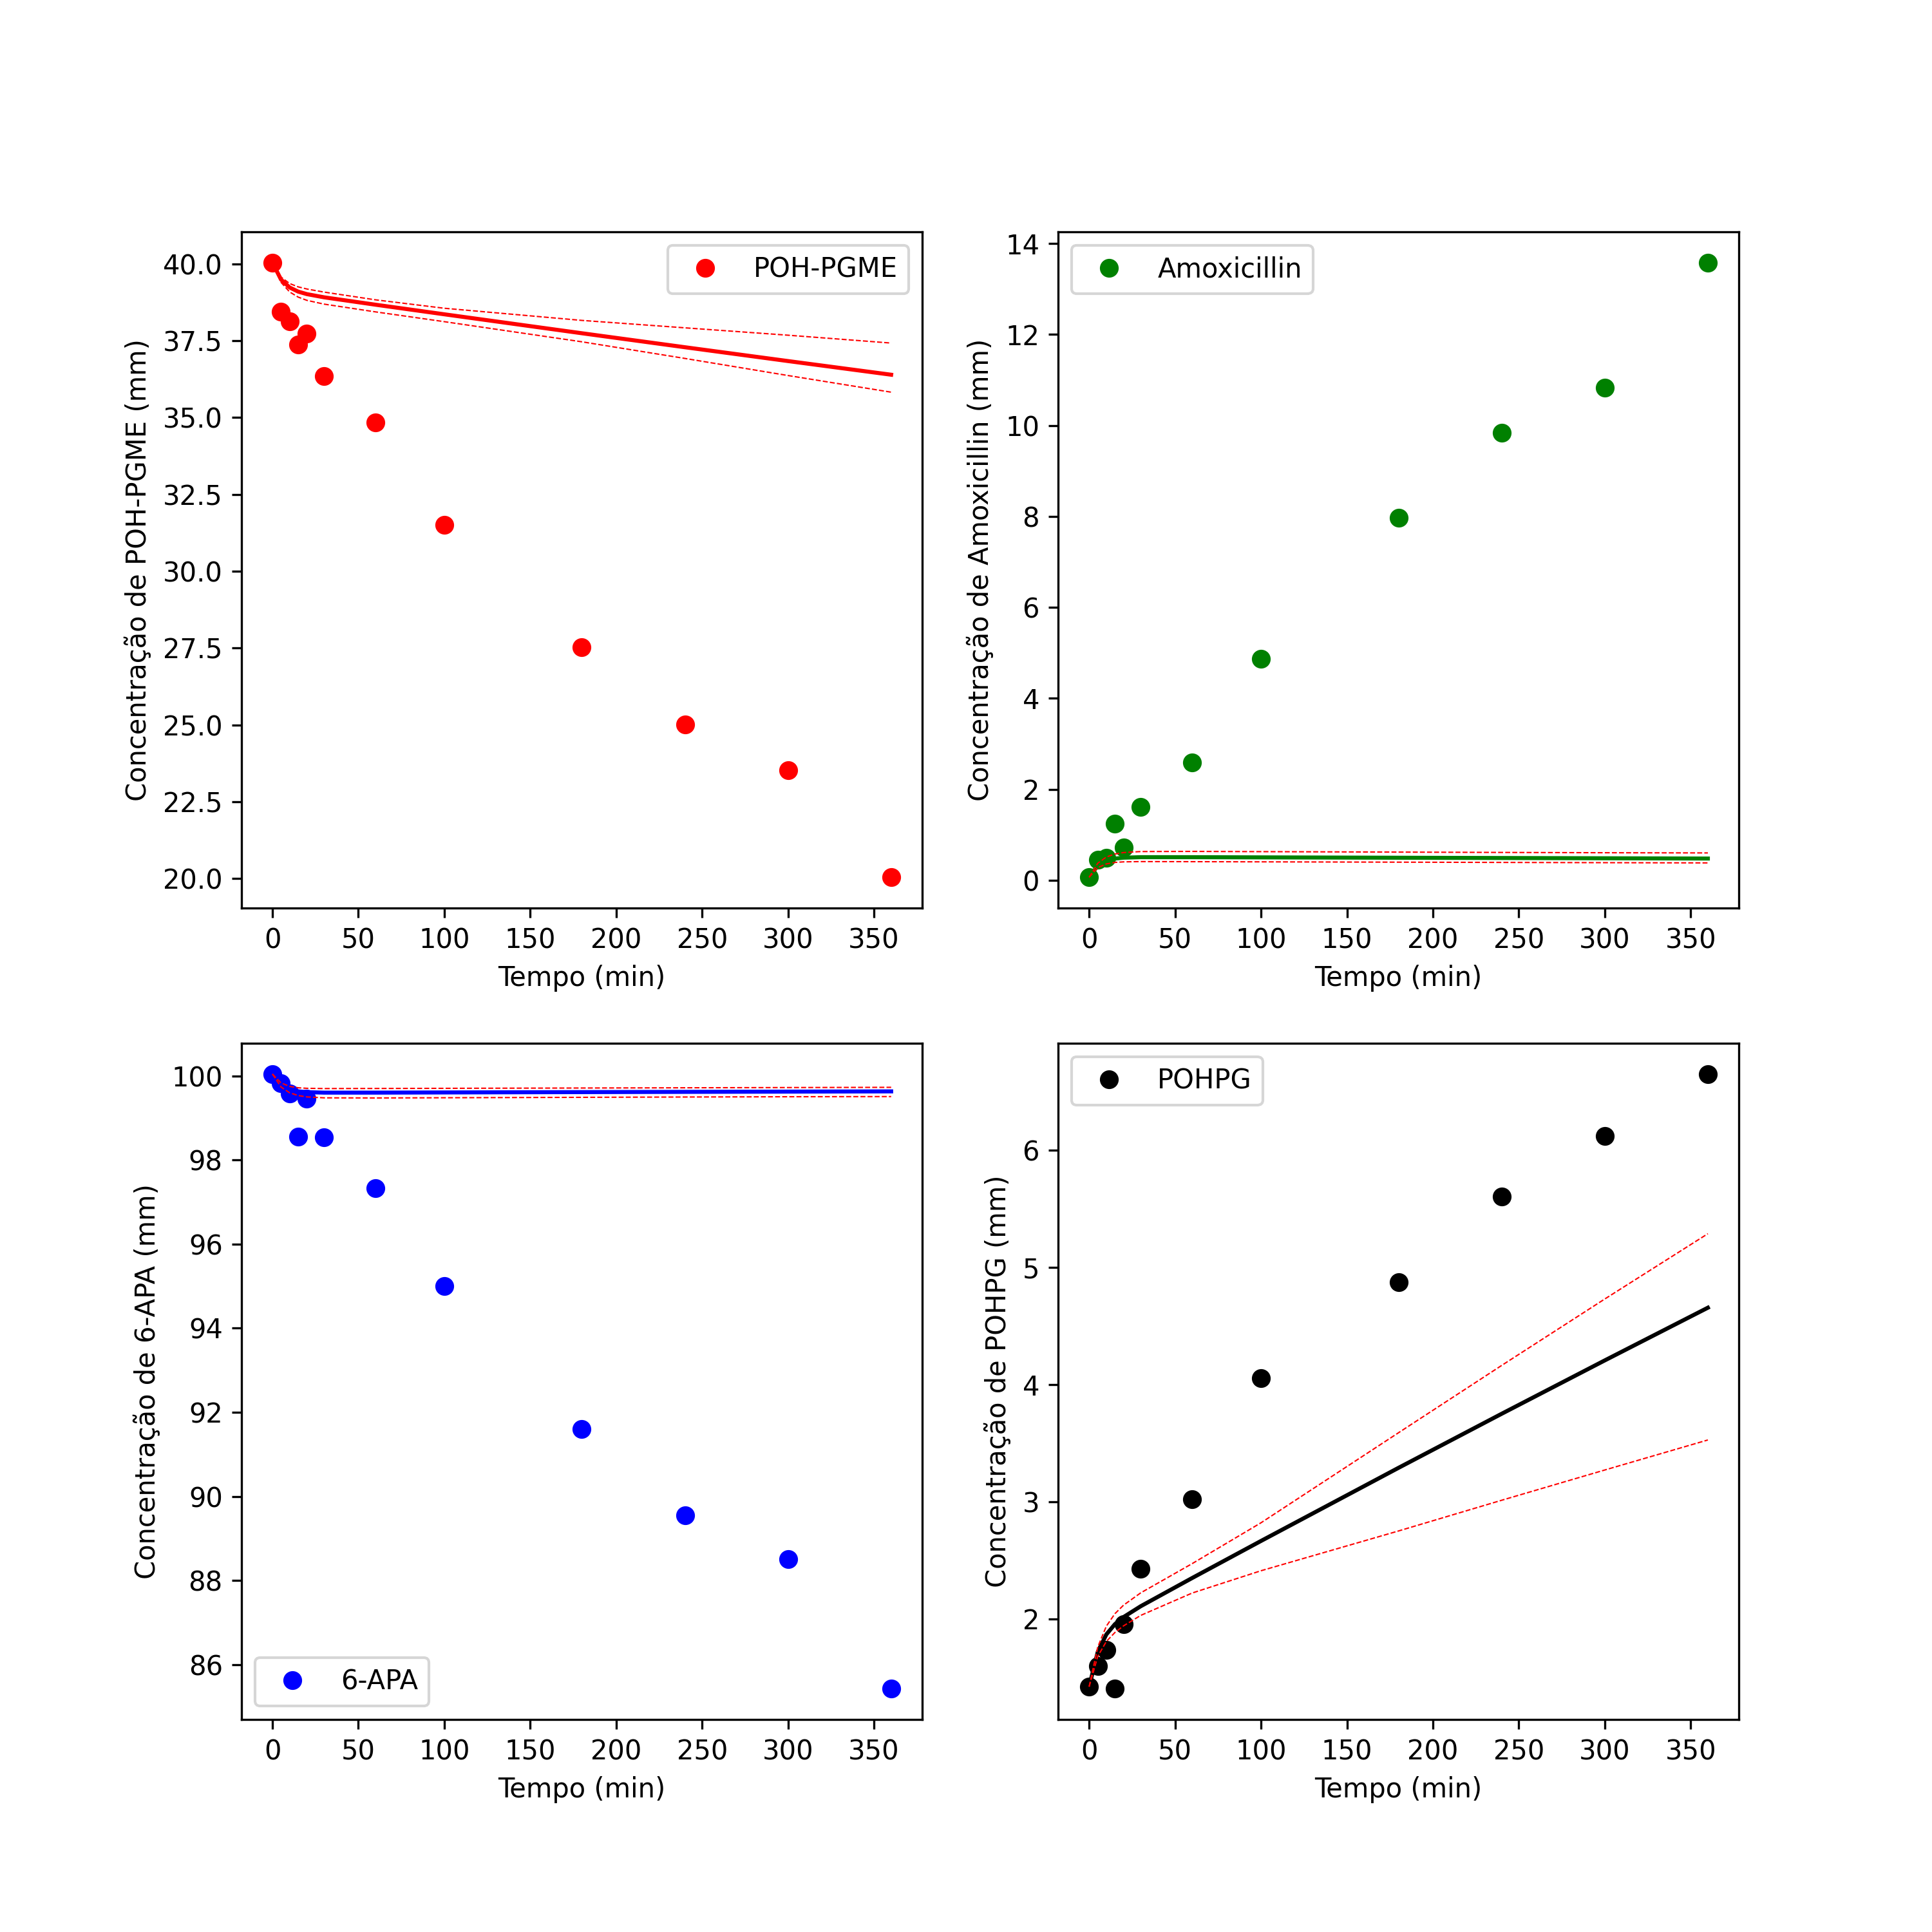 POH-PGME
40.0
37.5
35.0
32.5
30.0
27.5
25.0
22.5
20.0
Concentração de POH-PGME (mm)
0 50 100 150 200 250 300 350
Tempo (min)
Amoxicillin
14
12
10
8
6
4
2
0
Concentração de Amoxicillin (mm)
0 50 100 150 200 250 300 350
Tempo (min)
100
98
96
94
92
90
88
86
Concentração de 6-APA (mm)
6-APA
0 50 100 150 200 250 300 350
Tempo (min)
POHPG
6
5
4
3
2
Concentração de POHPG (mm)
0 50 100 150 200 250 300 350
Tempo (min)